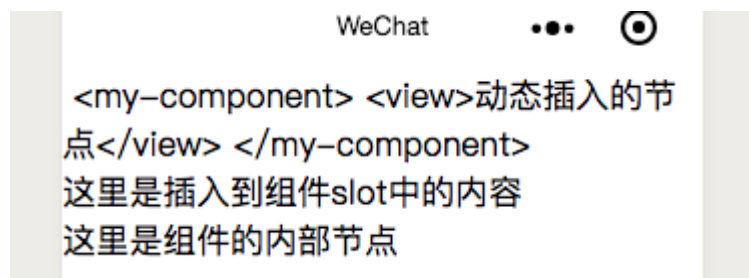 WeChat
<my-component> <view>动态插入的节
点</view> </my-component>
这里是插入到组件slot中的内容
这里是组件的内部节点